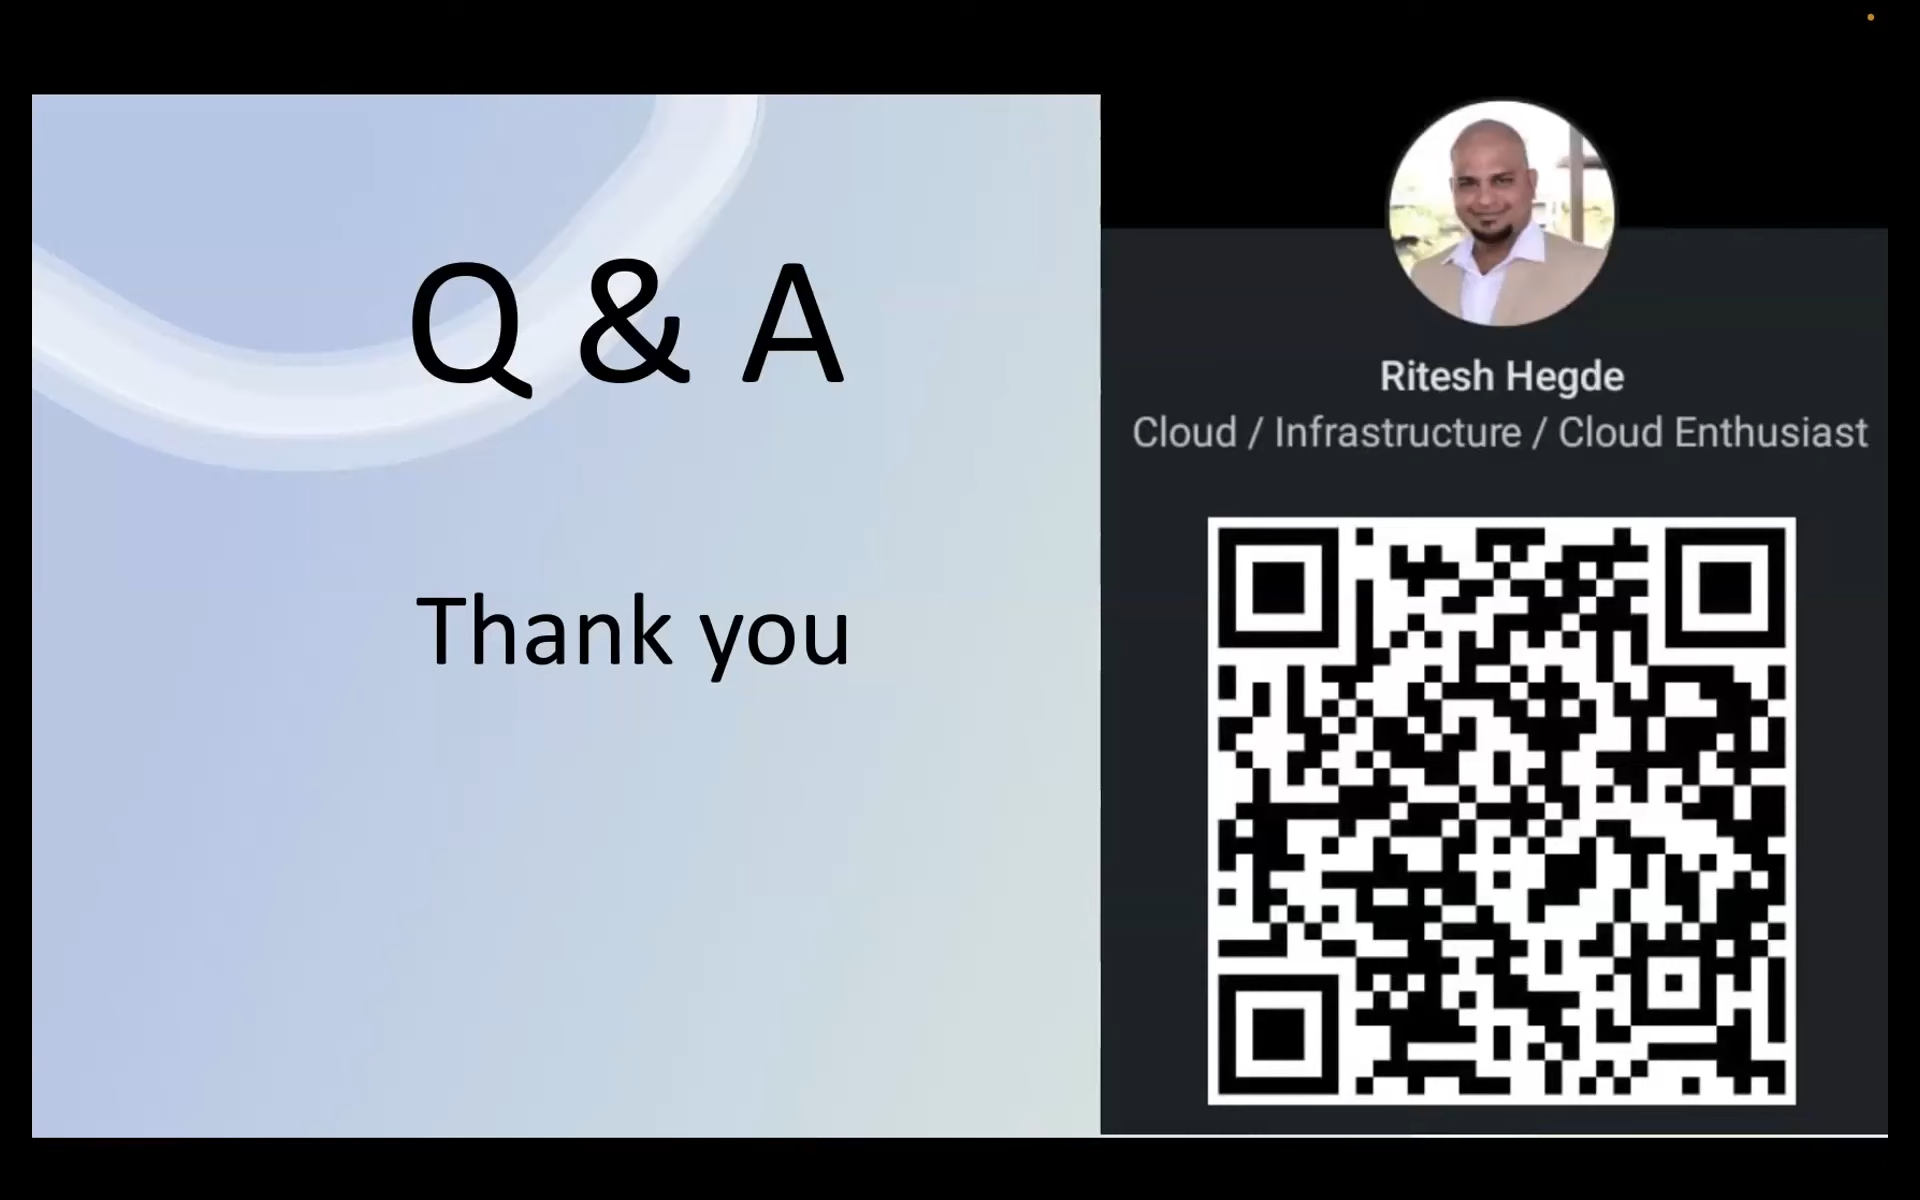 Q & A
Thank you
Ritesh Hegde
Cloud / Infrastructure / Cloud Enthusiast